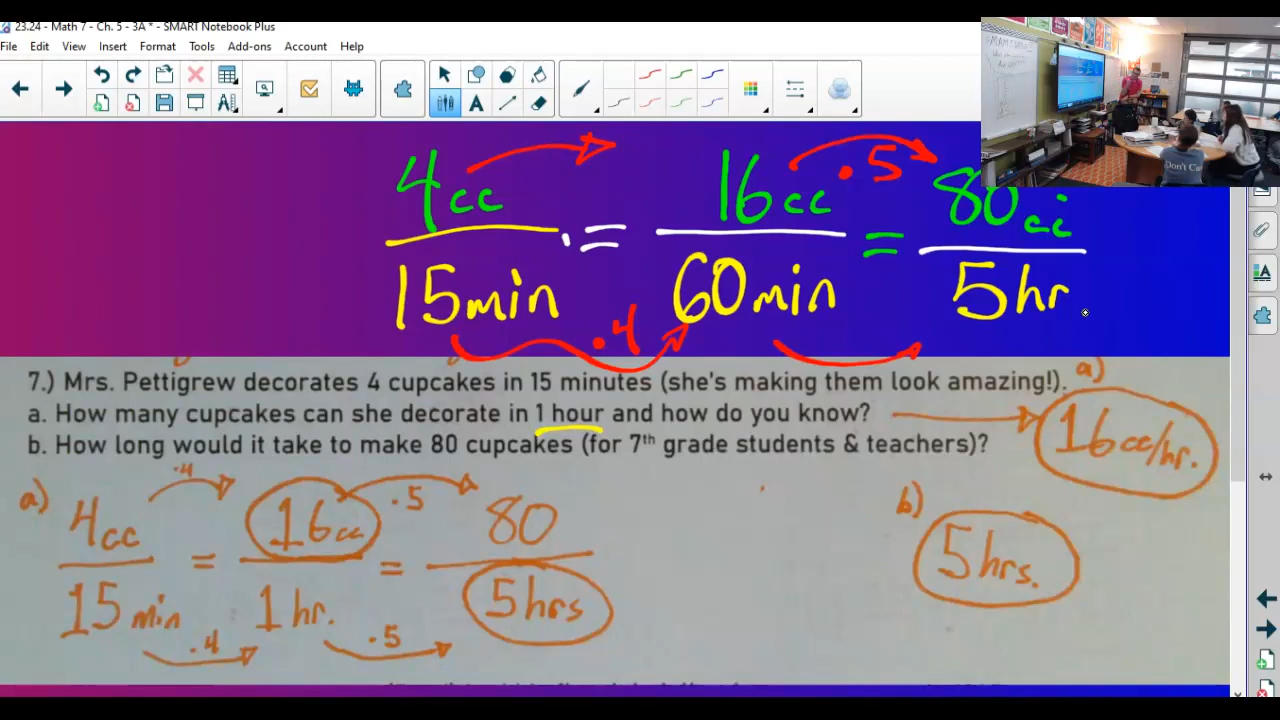 23.24 - Math 7 - Ch. 5 - 3A * - SMART Notebook Plus
File Edit View Insert Format Tools Add-ons Account Help
4cc 16cc .5 80cc
·= =
15min 60min 5hr
.4
7.) Mrs. Pettigrew decorates 4 cupcakes in 15 minutes (she's making them look amazing!).
a. How many cupcakes can she decorate in 1 hour and how do you know?
b. How long would it take to make 80 cupcakes (for 7th grade students & teachers)?
a)
16cc/hr.
a) .4 .5
4cc = 16cc = 80
15 min 1 hr. 5hrs
.4 .5
b)
5hrs.
Don't Ca